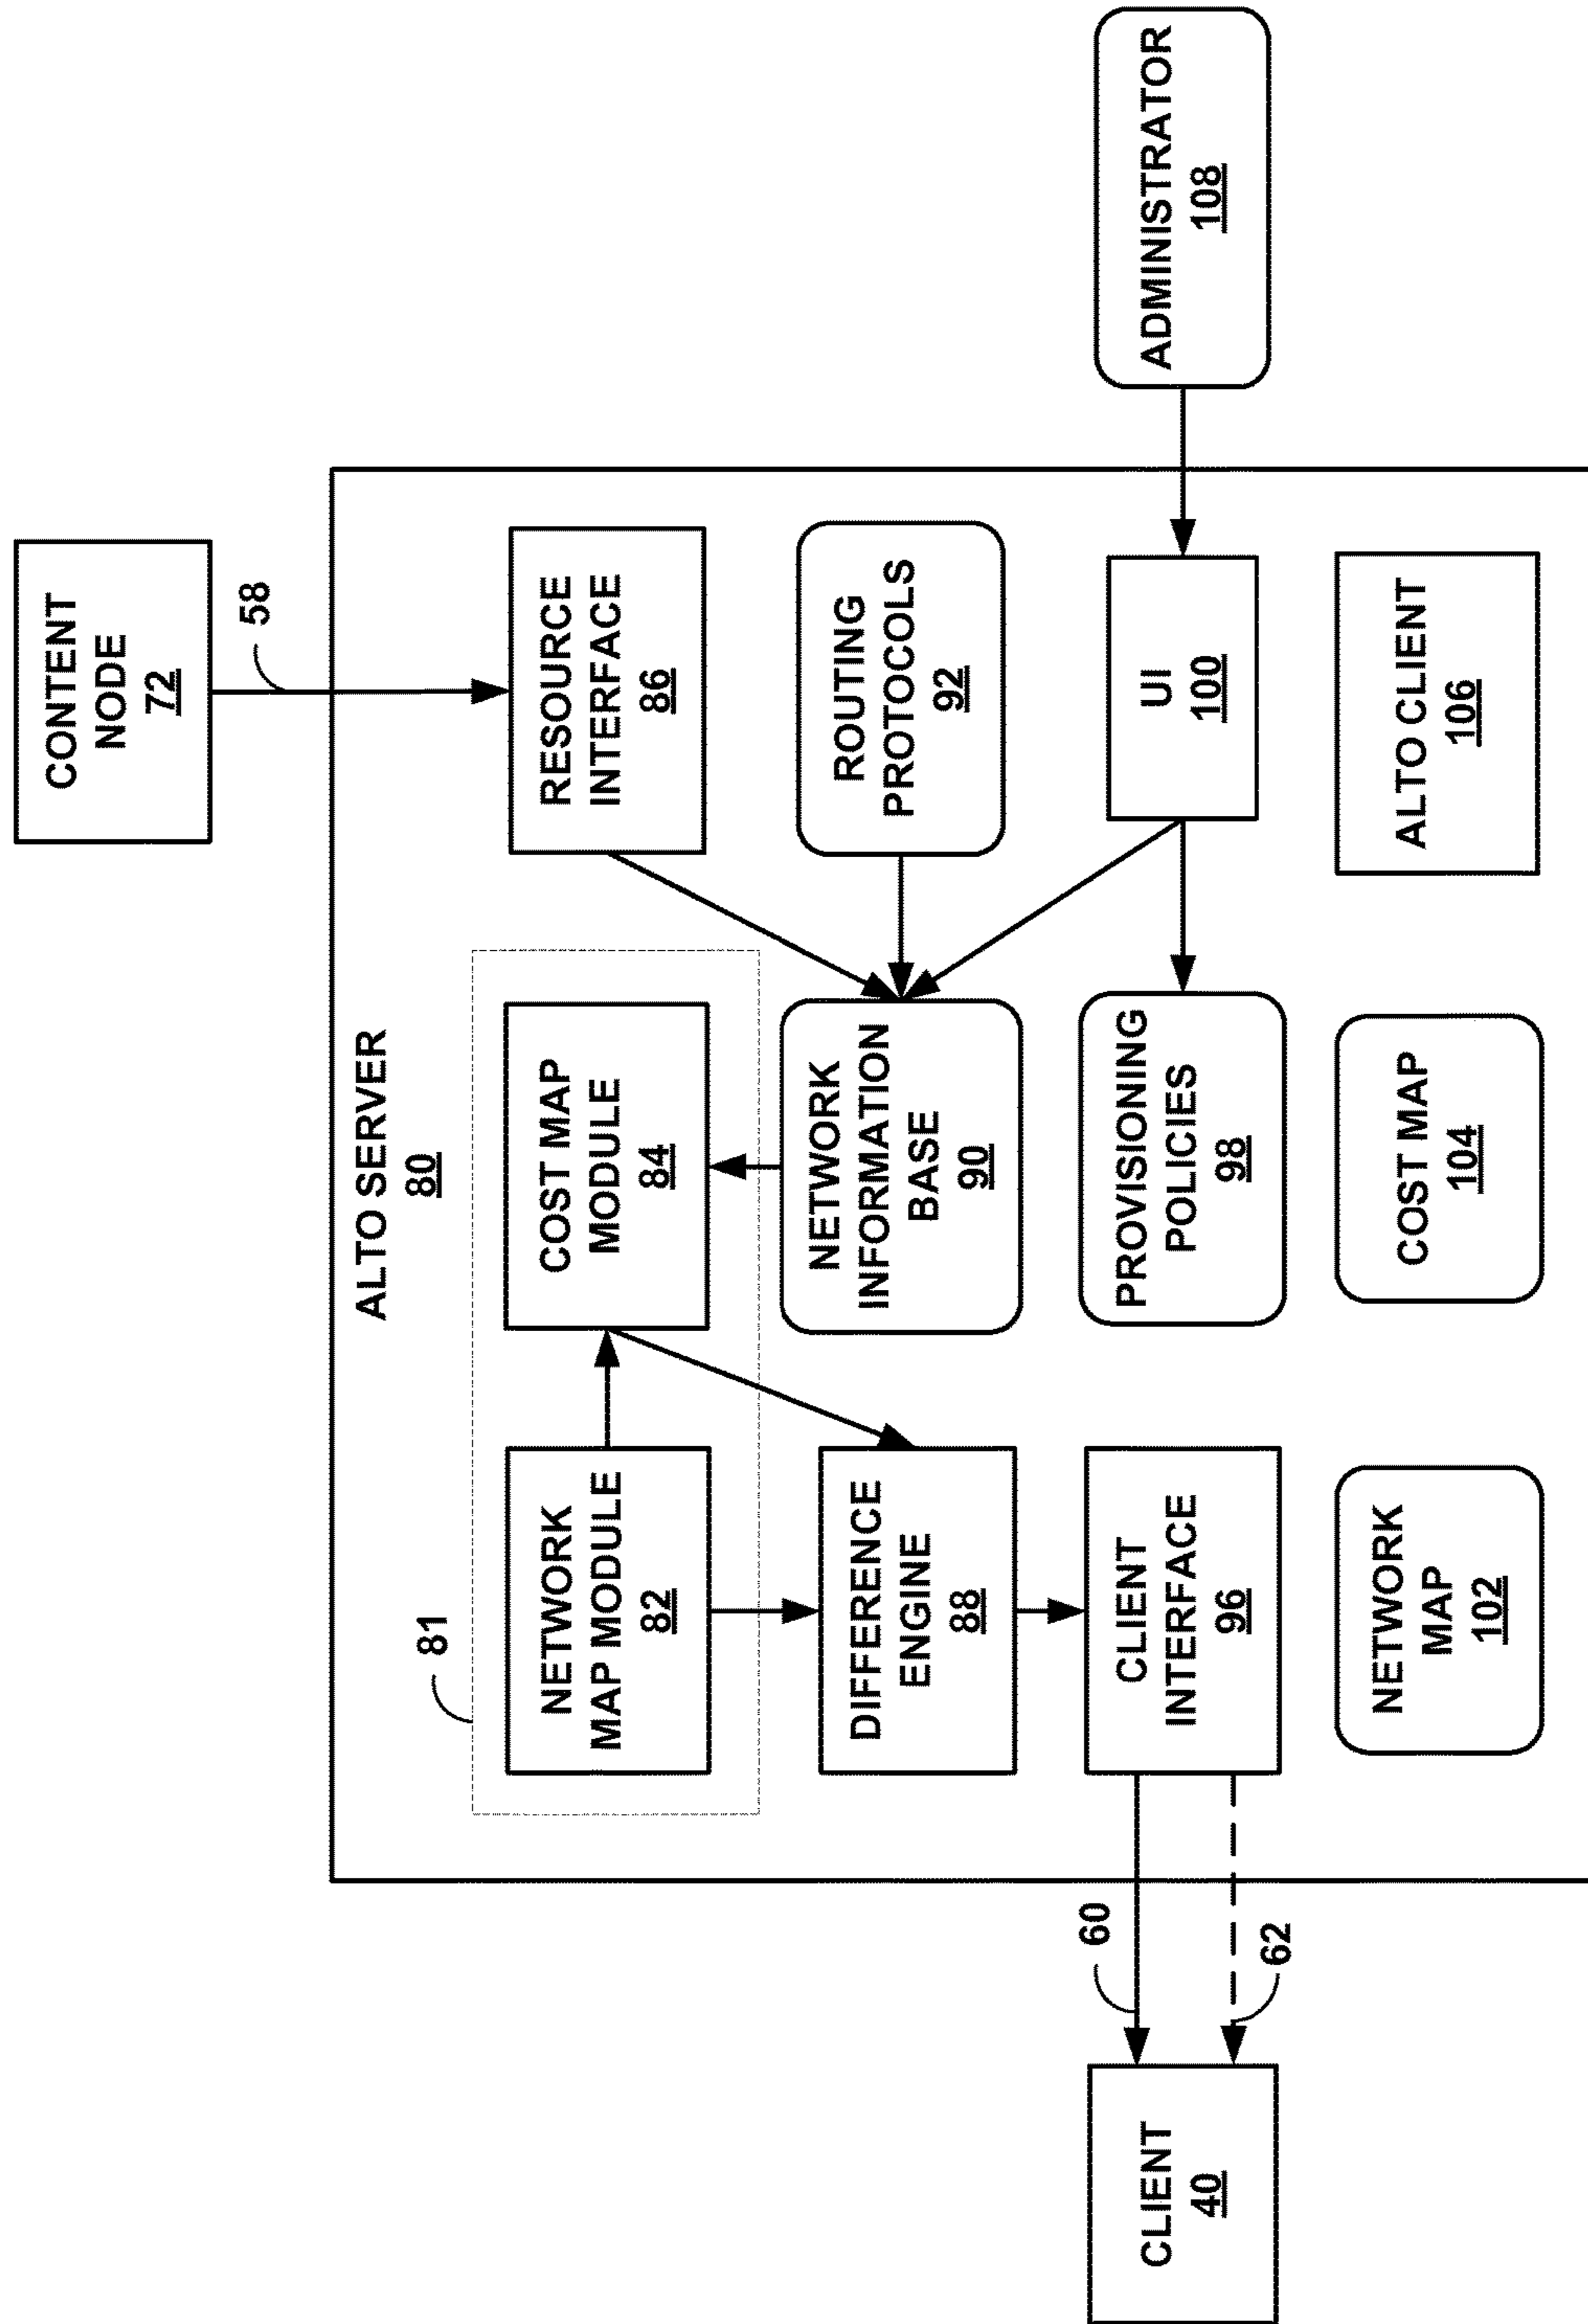 CONTENT
NODE
72
58
ALTO SERVER
80
81
NETWORK
MAP MODULE
82
COST MAP
MODULE
84
RESOURCE
INTERFACE
86
DIFFERENCE
ENGINE
88
NETWORK
INFORMATION
BASE
90
ROUTING
PROTOCOLS
92
CLIENT
40
60
62
CLIENT
INTERFACE
96
PROVISIONING
POLICIES
98
UI
100
ADMINISTRATOR
108
NETWORK
MAP
102
COST MAP
104
ALTO CLIENT
106